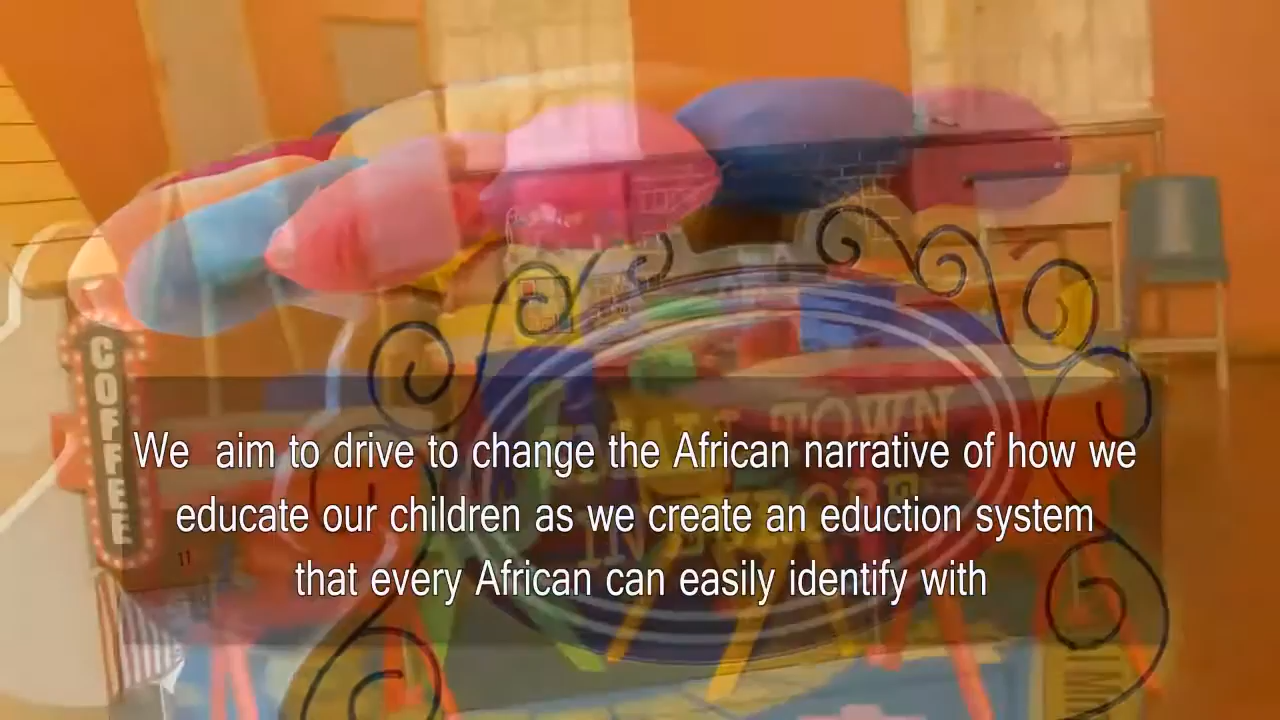 COFFEE
TOWN
We  aim to drive to change the African narrative of how we
educate our children as we create an eduction system
that every African can easily identify with